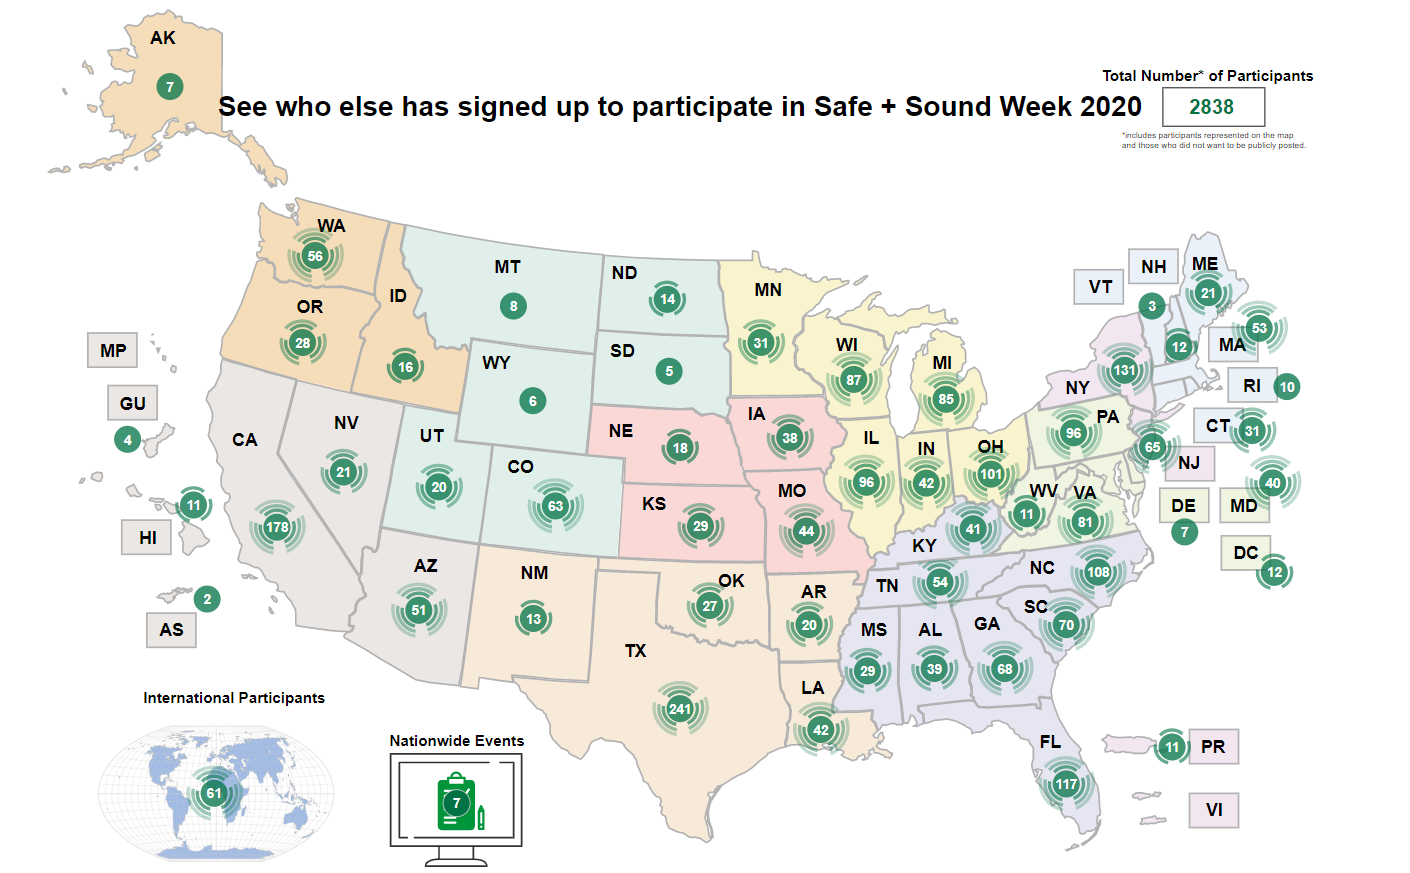 AK
7
Total Number* of Participants
See who else has signed up to participate in Safe + Sound Week 2020
2838
*includes participants represented on the map
and those who did not want to be publicly posted.
WA
56
OR
28
ID
16
MT
8
ND
14
SD
5
WY
6
MN
31
WI
87
MI
85
VT
NH
3
ME
21
12
MA
53
NY
131
RI
10
CT
31
MP
GU
4
CA
178
NV
21
UT
20
CO
63
NE
18
IA
38
KS
29
MO
44
IL
96
IN
42
OH
101
PA
96
65
NJ
WV
11
VA
81
DE
7
MD
40
DC
12
KY
41
HI
11
AS
2
AZ
51
NM
13
OK
27
AR
20
TN
54
NC
108
SC
70
MS
29
AL
39
GA
68
TX
241
LA
42
FL
117
11
PR
VI
International Participants
61
Nationwide Events
7